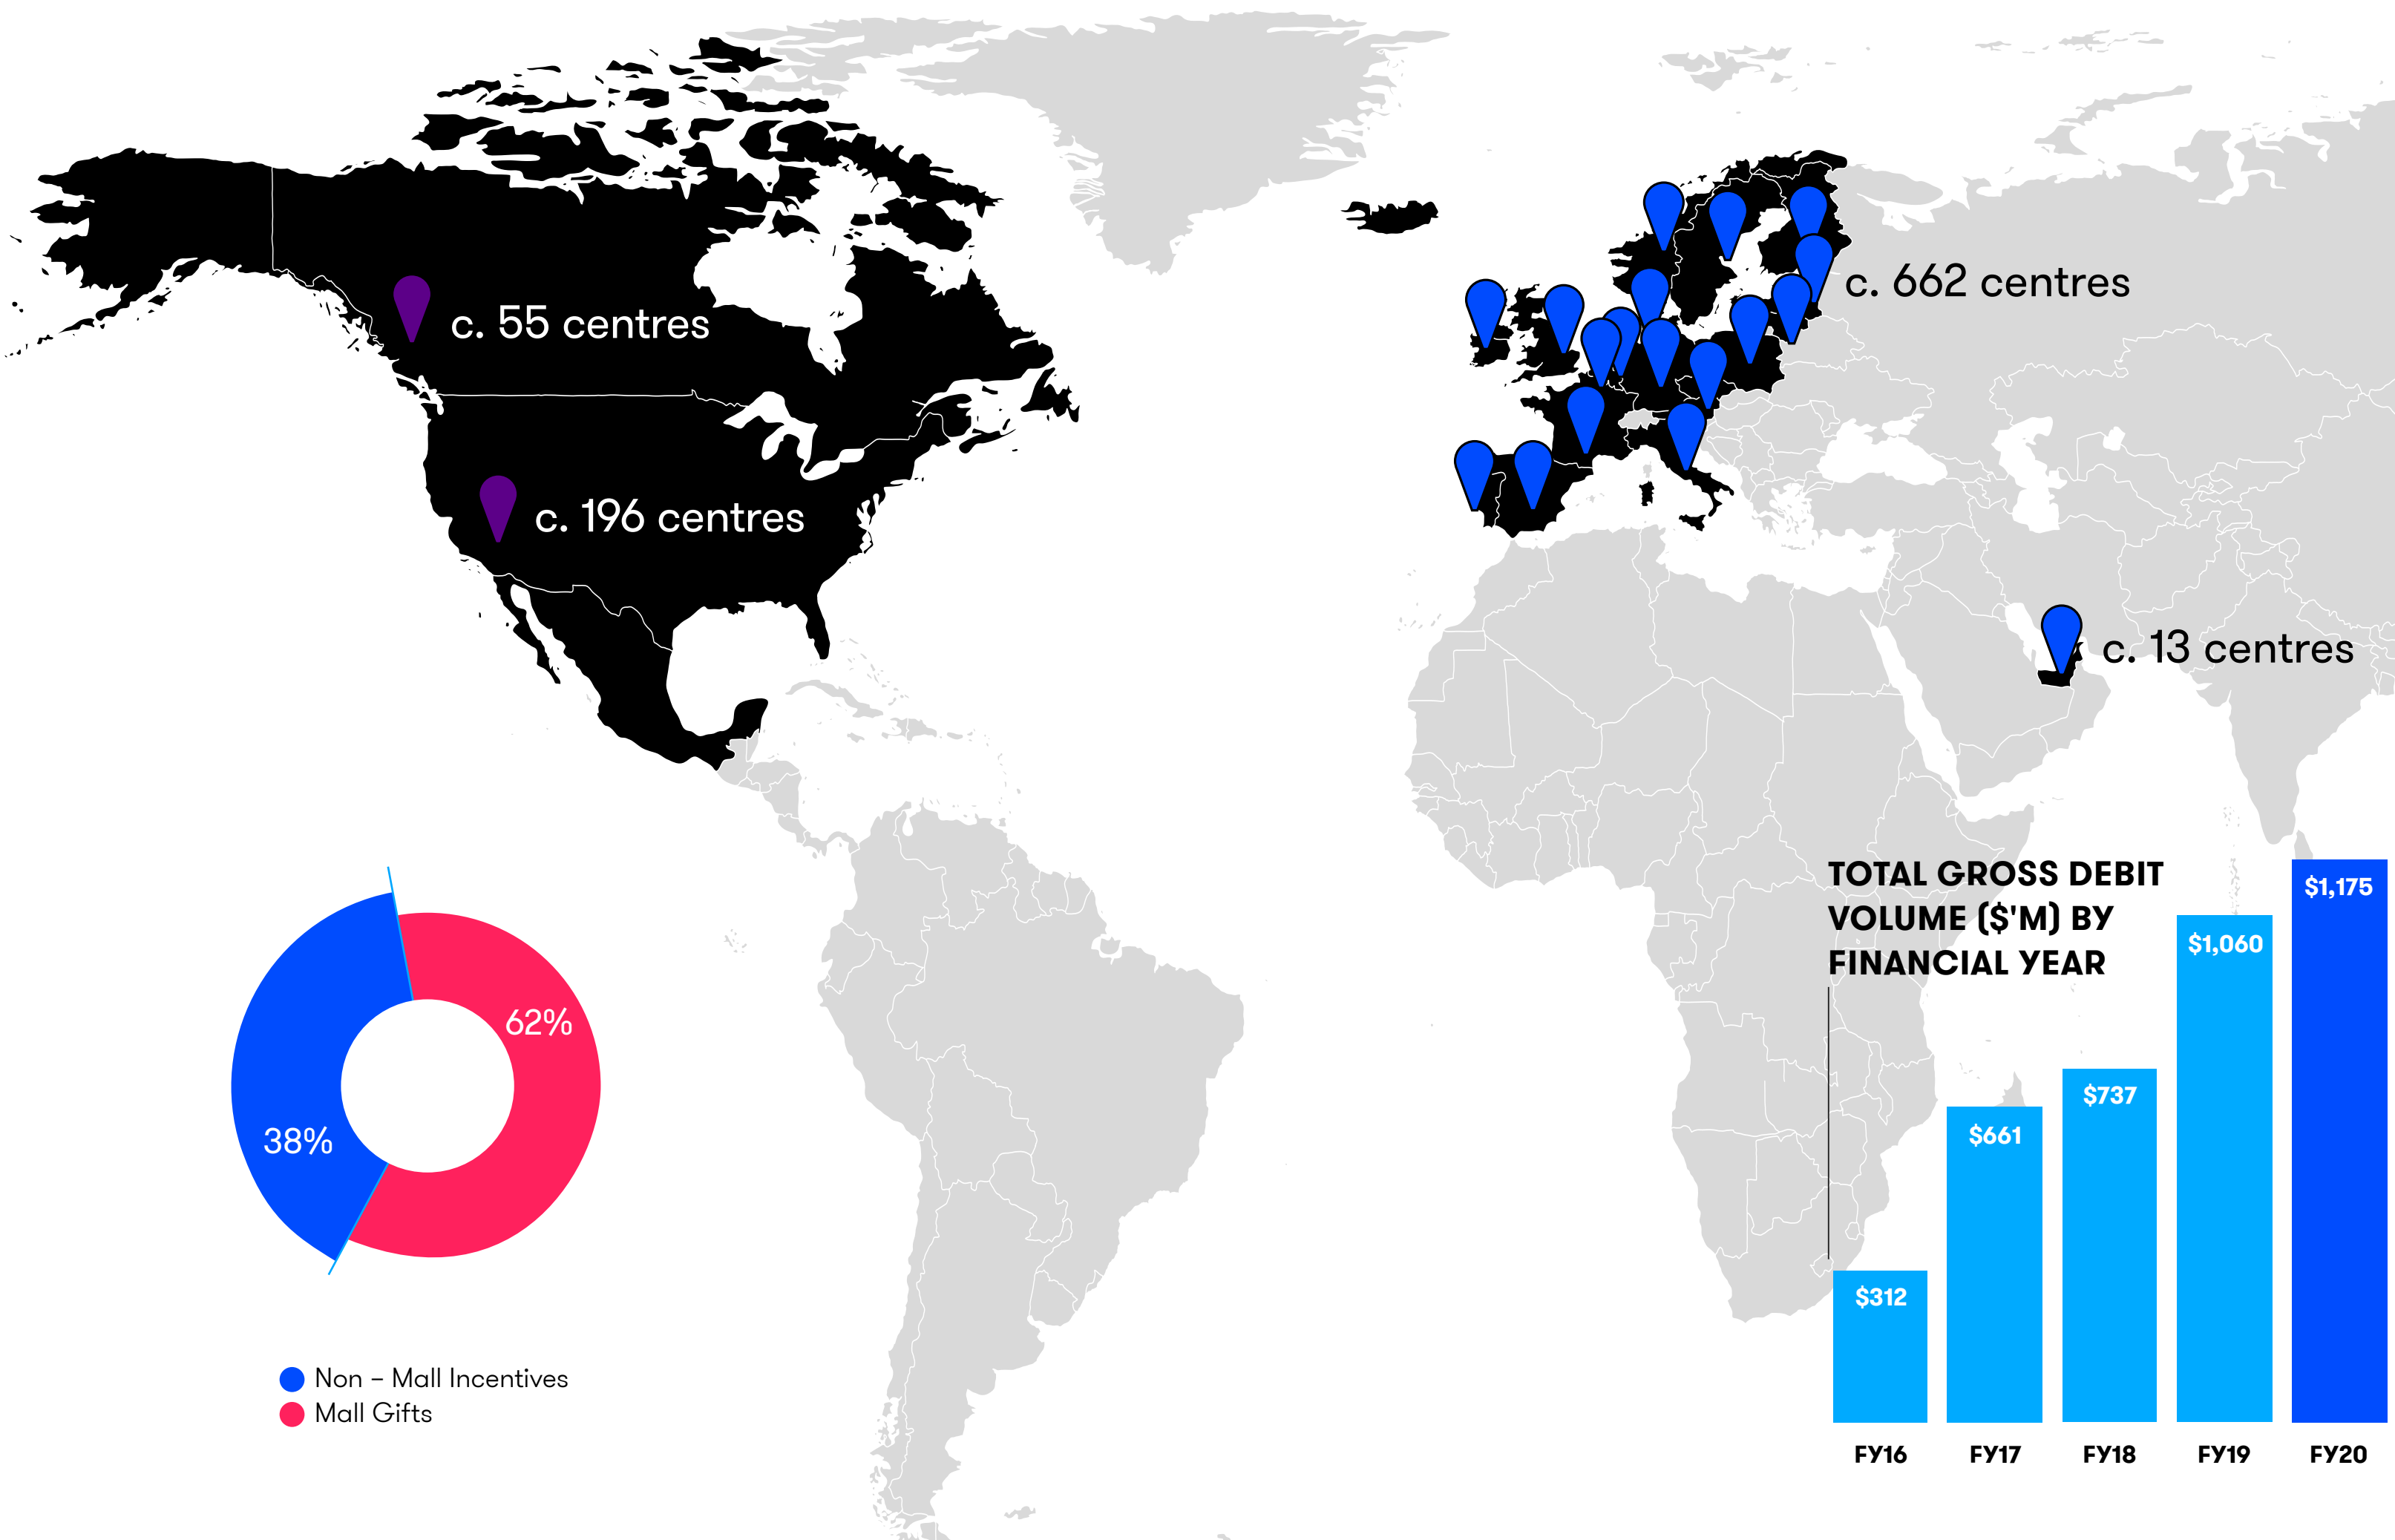 c. 55 centres
c. 196 centres
c. 662 centres
c. 13 centres
62%
38%
Non – Mall Incentives
Mall Gifts
TOTAL GROSS DEBIT
VOLUME ($'M) BY
FINANCIAL YEAR
$312
$661
$737
$1,060
$1,175
FY16
FY17
FY18
FY19
FY20